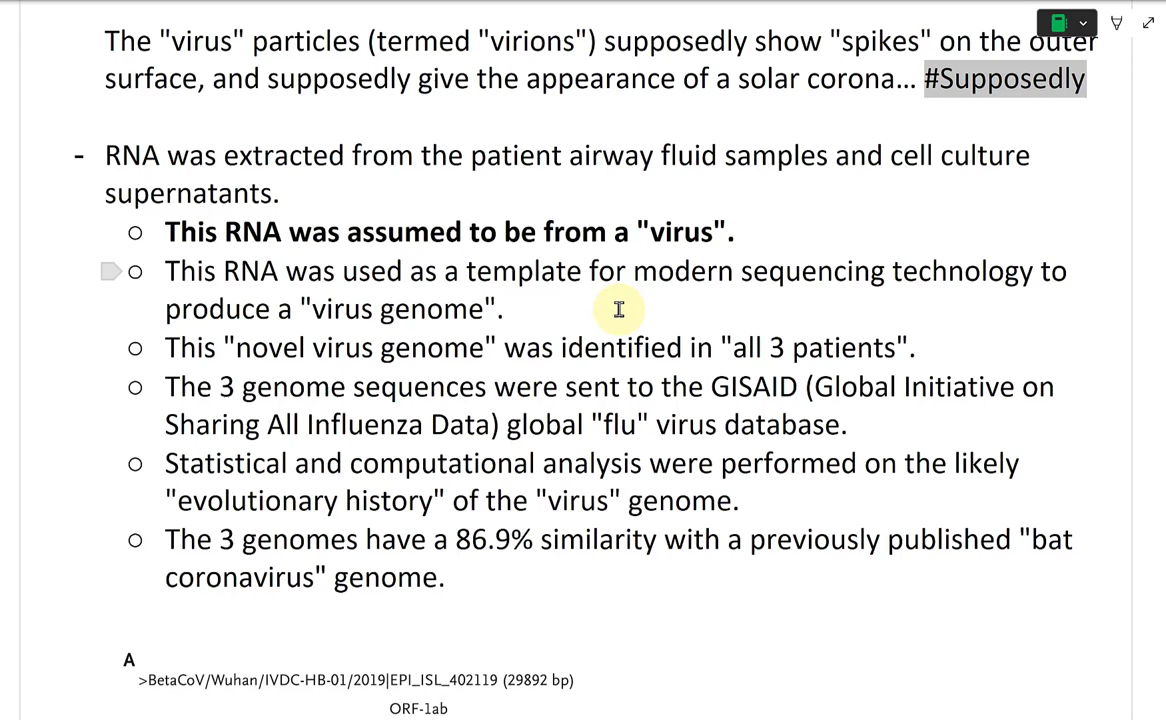 The "virus" particles (termed "virions") supposedly show "spikes" on the outer
surface, and supposedly give the appearance of a solar corona... #Supposedly
- RNA was extracted from the patient airway fluid samples and cell culture
supernatants.
○ This RNA was assumed to be from a "virus".
○ This RNA was used as a template for modern sequencing technology to
produce a "virus genome".
○ This "novel virus genome" was identified in "all 3 patients".
○ The 3 genome sequences were sent to the GISAID (Global Initiative on
Sharing All Influenza Data) global "flu" virus database.
○ Statistical and computational analysis were performed on the likely
"evolutionary history" of the "virus" genome.
○ The 3 genomes have a 86.9% similarity with a previously published "bat
coronavirus" genome.
A
>BetaCoV/Wuhan/IVDC-HB-01/2019|EPI_ISL_402119 (29892 bp)
ORF-1ab